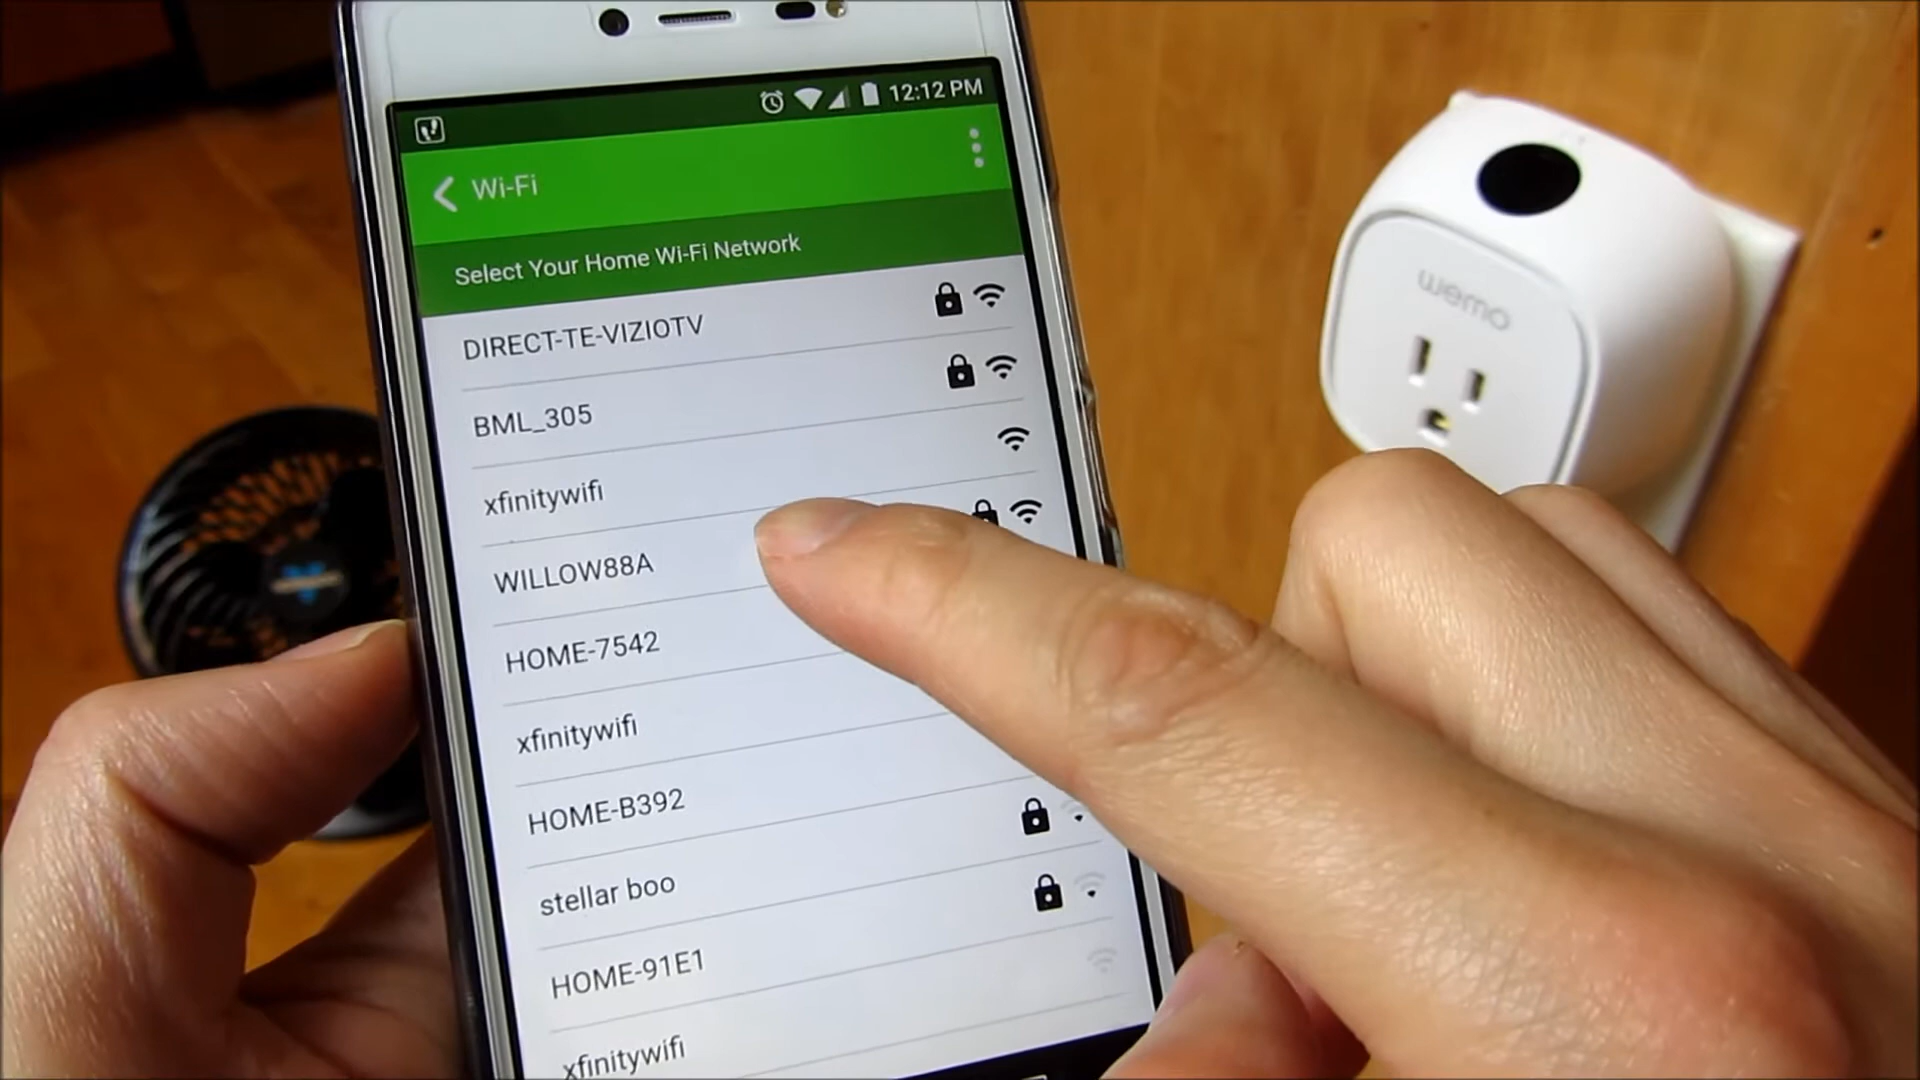 12:12 PM
Wi-Fi
Select Your Home Wi-Fi Network
DIRECT-TE-VIZIOTV
BML_305
xfinitywifi
WILLOW88A
HOME-7542
xfinitywifi
HOME-B392
stellar boo
HOME-91E1
xfinitywifi
wemo